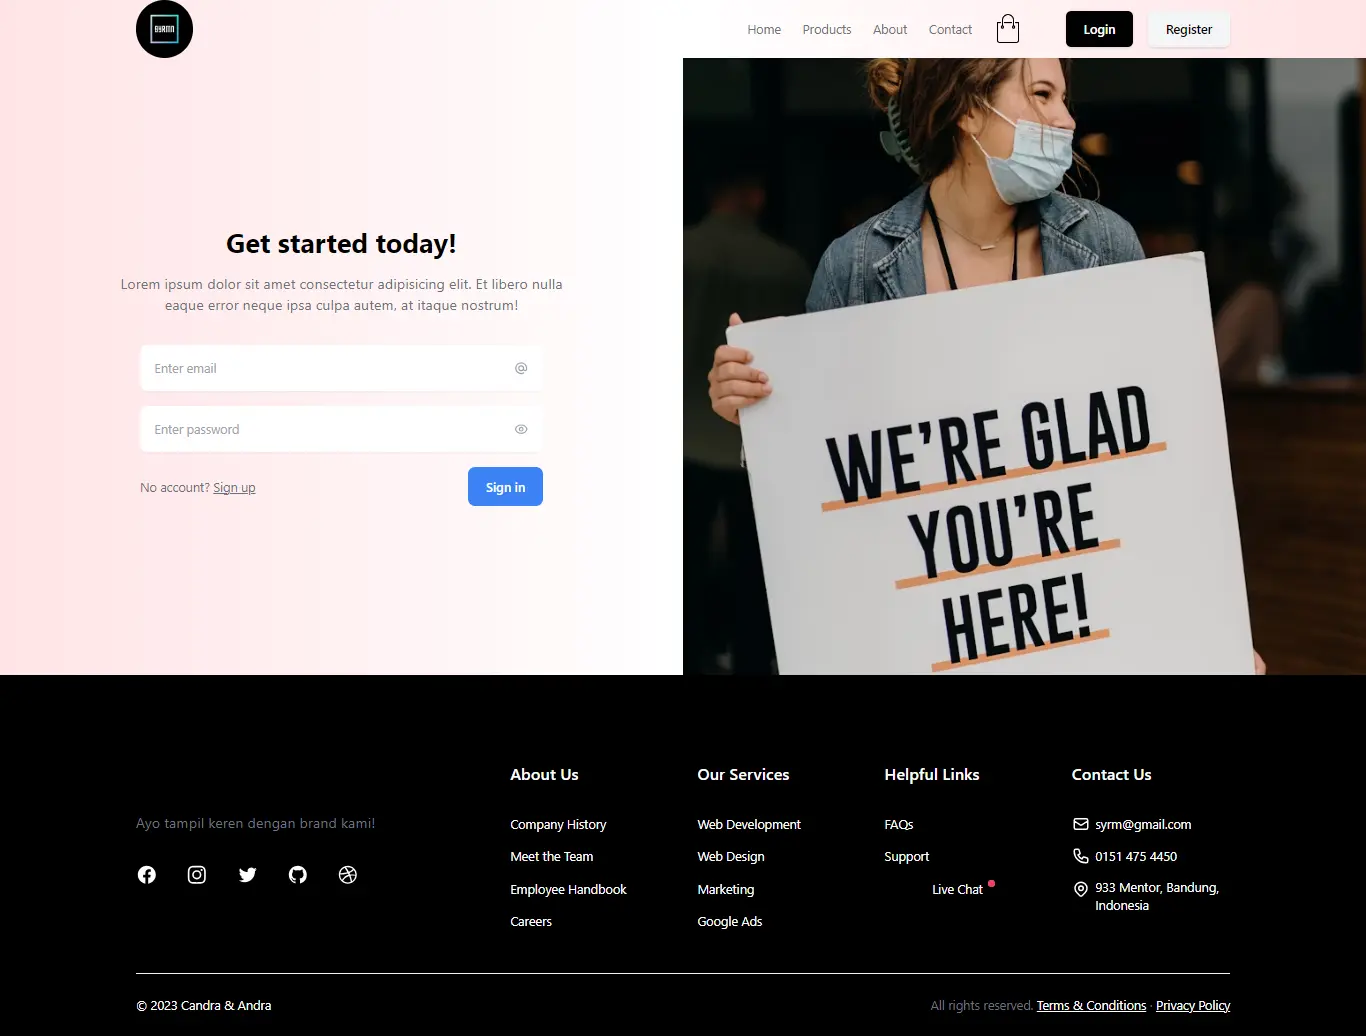 SYRMN
Home Products About Contact Login Register
Get started today!
Lorem ipsum dolor sit amet consectetur adipisicing elit. Et libero nulla
eaque error neque ipsa culpa autem, at itaque nostrum!
Enter email
Enter password
No account? Sign up
Sign in
WE'RE GLAD
YOU'RE
HERE!
Ayo tampil keren dengan brand kami!
About Us
Company History
Meet the Team
Employee Handbook
Careers
Our Services
Web Development
Web Design
Marketing
Google Ads
Helpful Links
FAQs
Support
Live Chat
Contact Us
syrm@gmail.com
0151 475 4450
933 Mentor, Bandung,
Indonesia
© 2023 Candra & Andra
All rights reserved. Terms & Conditions · Privacy Policy